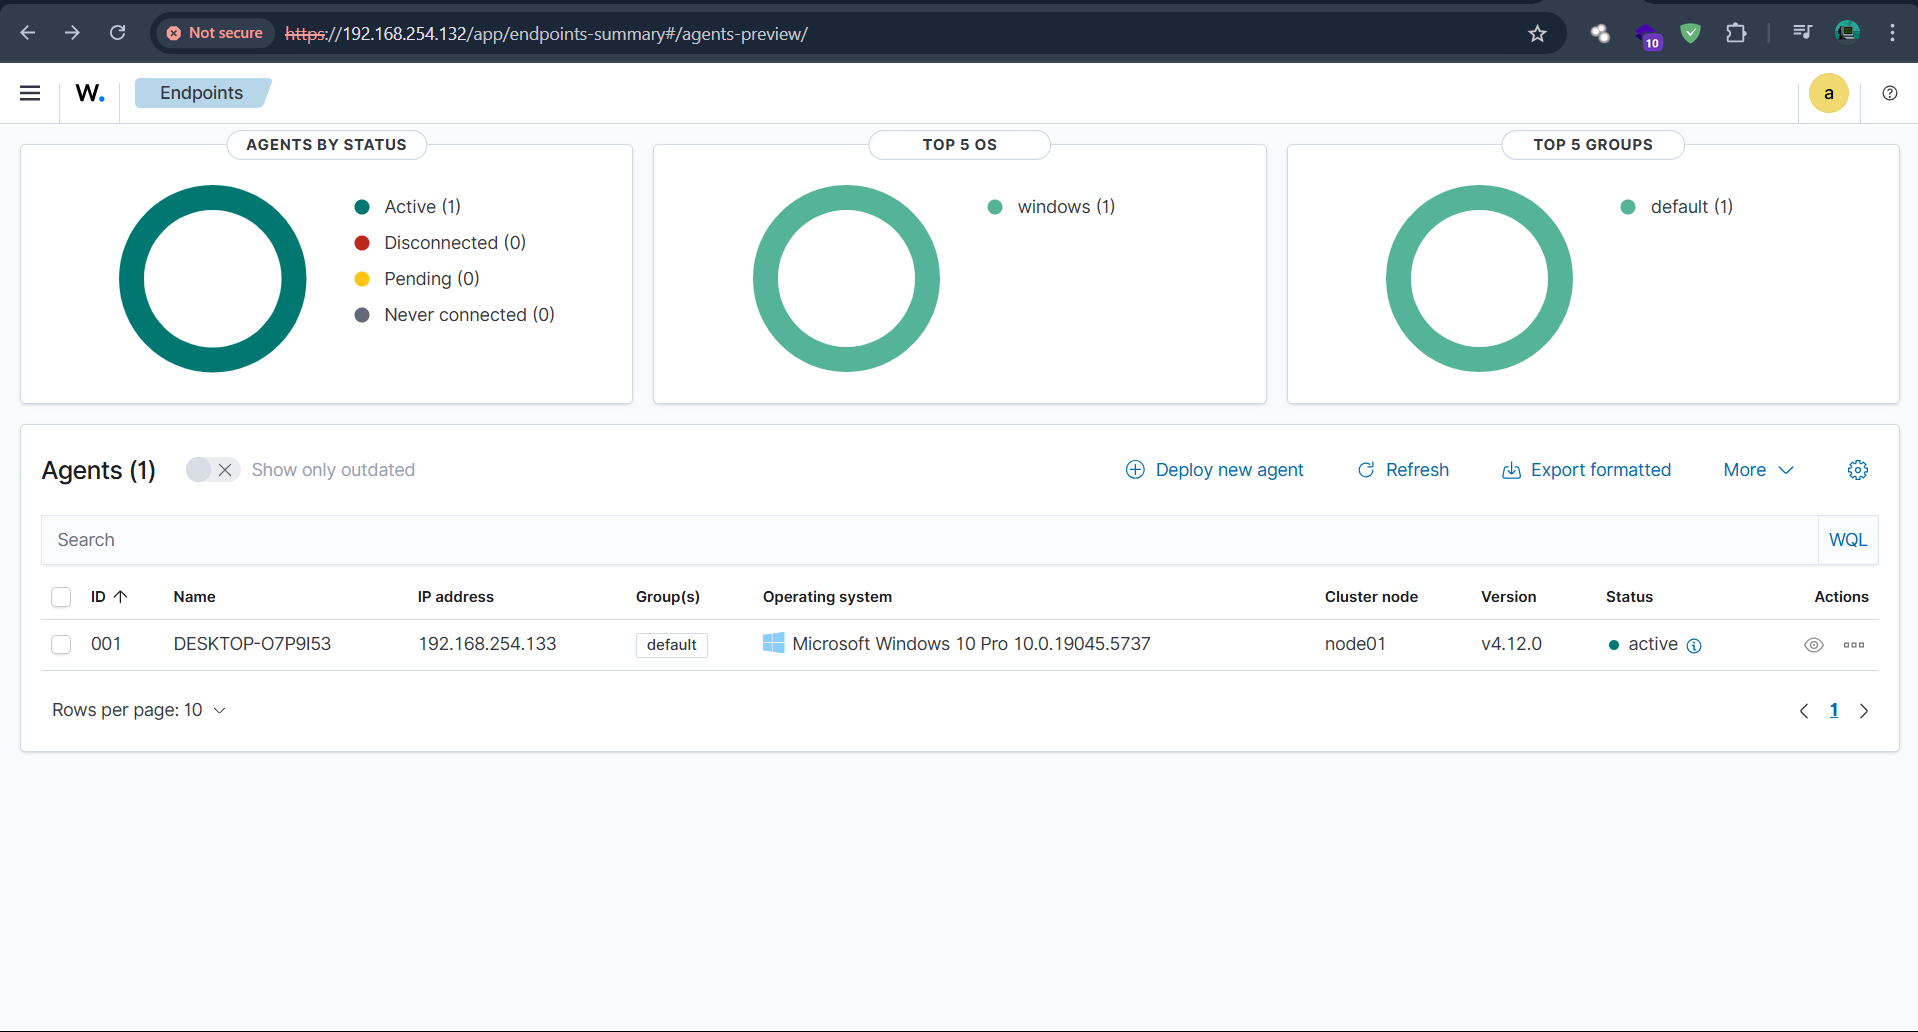 Not secure https://192.168.254.132/app/endpoints-summary#/agents-preview/
10
W. Endpoints a
AGENTS BY STATUS
Active (1)
Disconnected (0)
Pending (0)
Never connected (0)
TOP 5 OS
windows (1)
TOP 5 GROUPS
default (1)
Agents (1) Show only outdated Deploy new agent Refresh Export formatted More
Search WQL
ID Name IP address Group(s) Operating system Cluster node Version Status Actions
001 DESKTOP-O7P9I53 192.168.254.133 default Microsoft Windows 10 Pro 10.0.19045.5737 node01 v4.12.0 active
Rows per page: 10 1